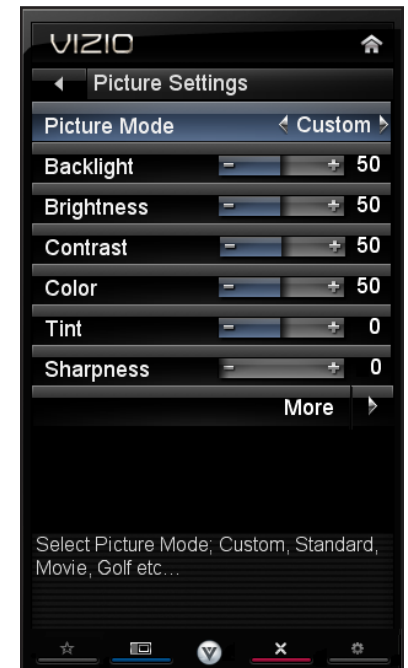 VIZIO
Picture Settings
Picture Mode Custom
Backlight - + 50
Brightness - + 50
Contrast - + 50
Color - + 50
Tint - + 0
Sharpness - + 0
More
Select Picture Mode; Custom, Standard,
Movie, Golf etc...
V